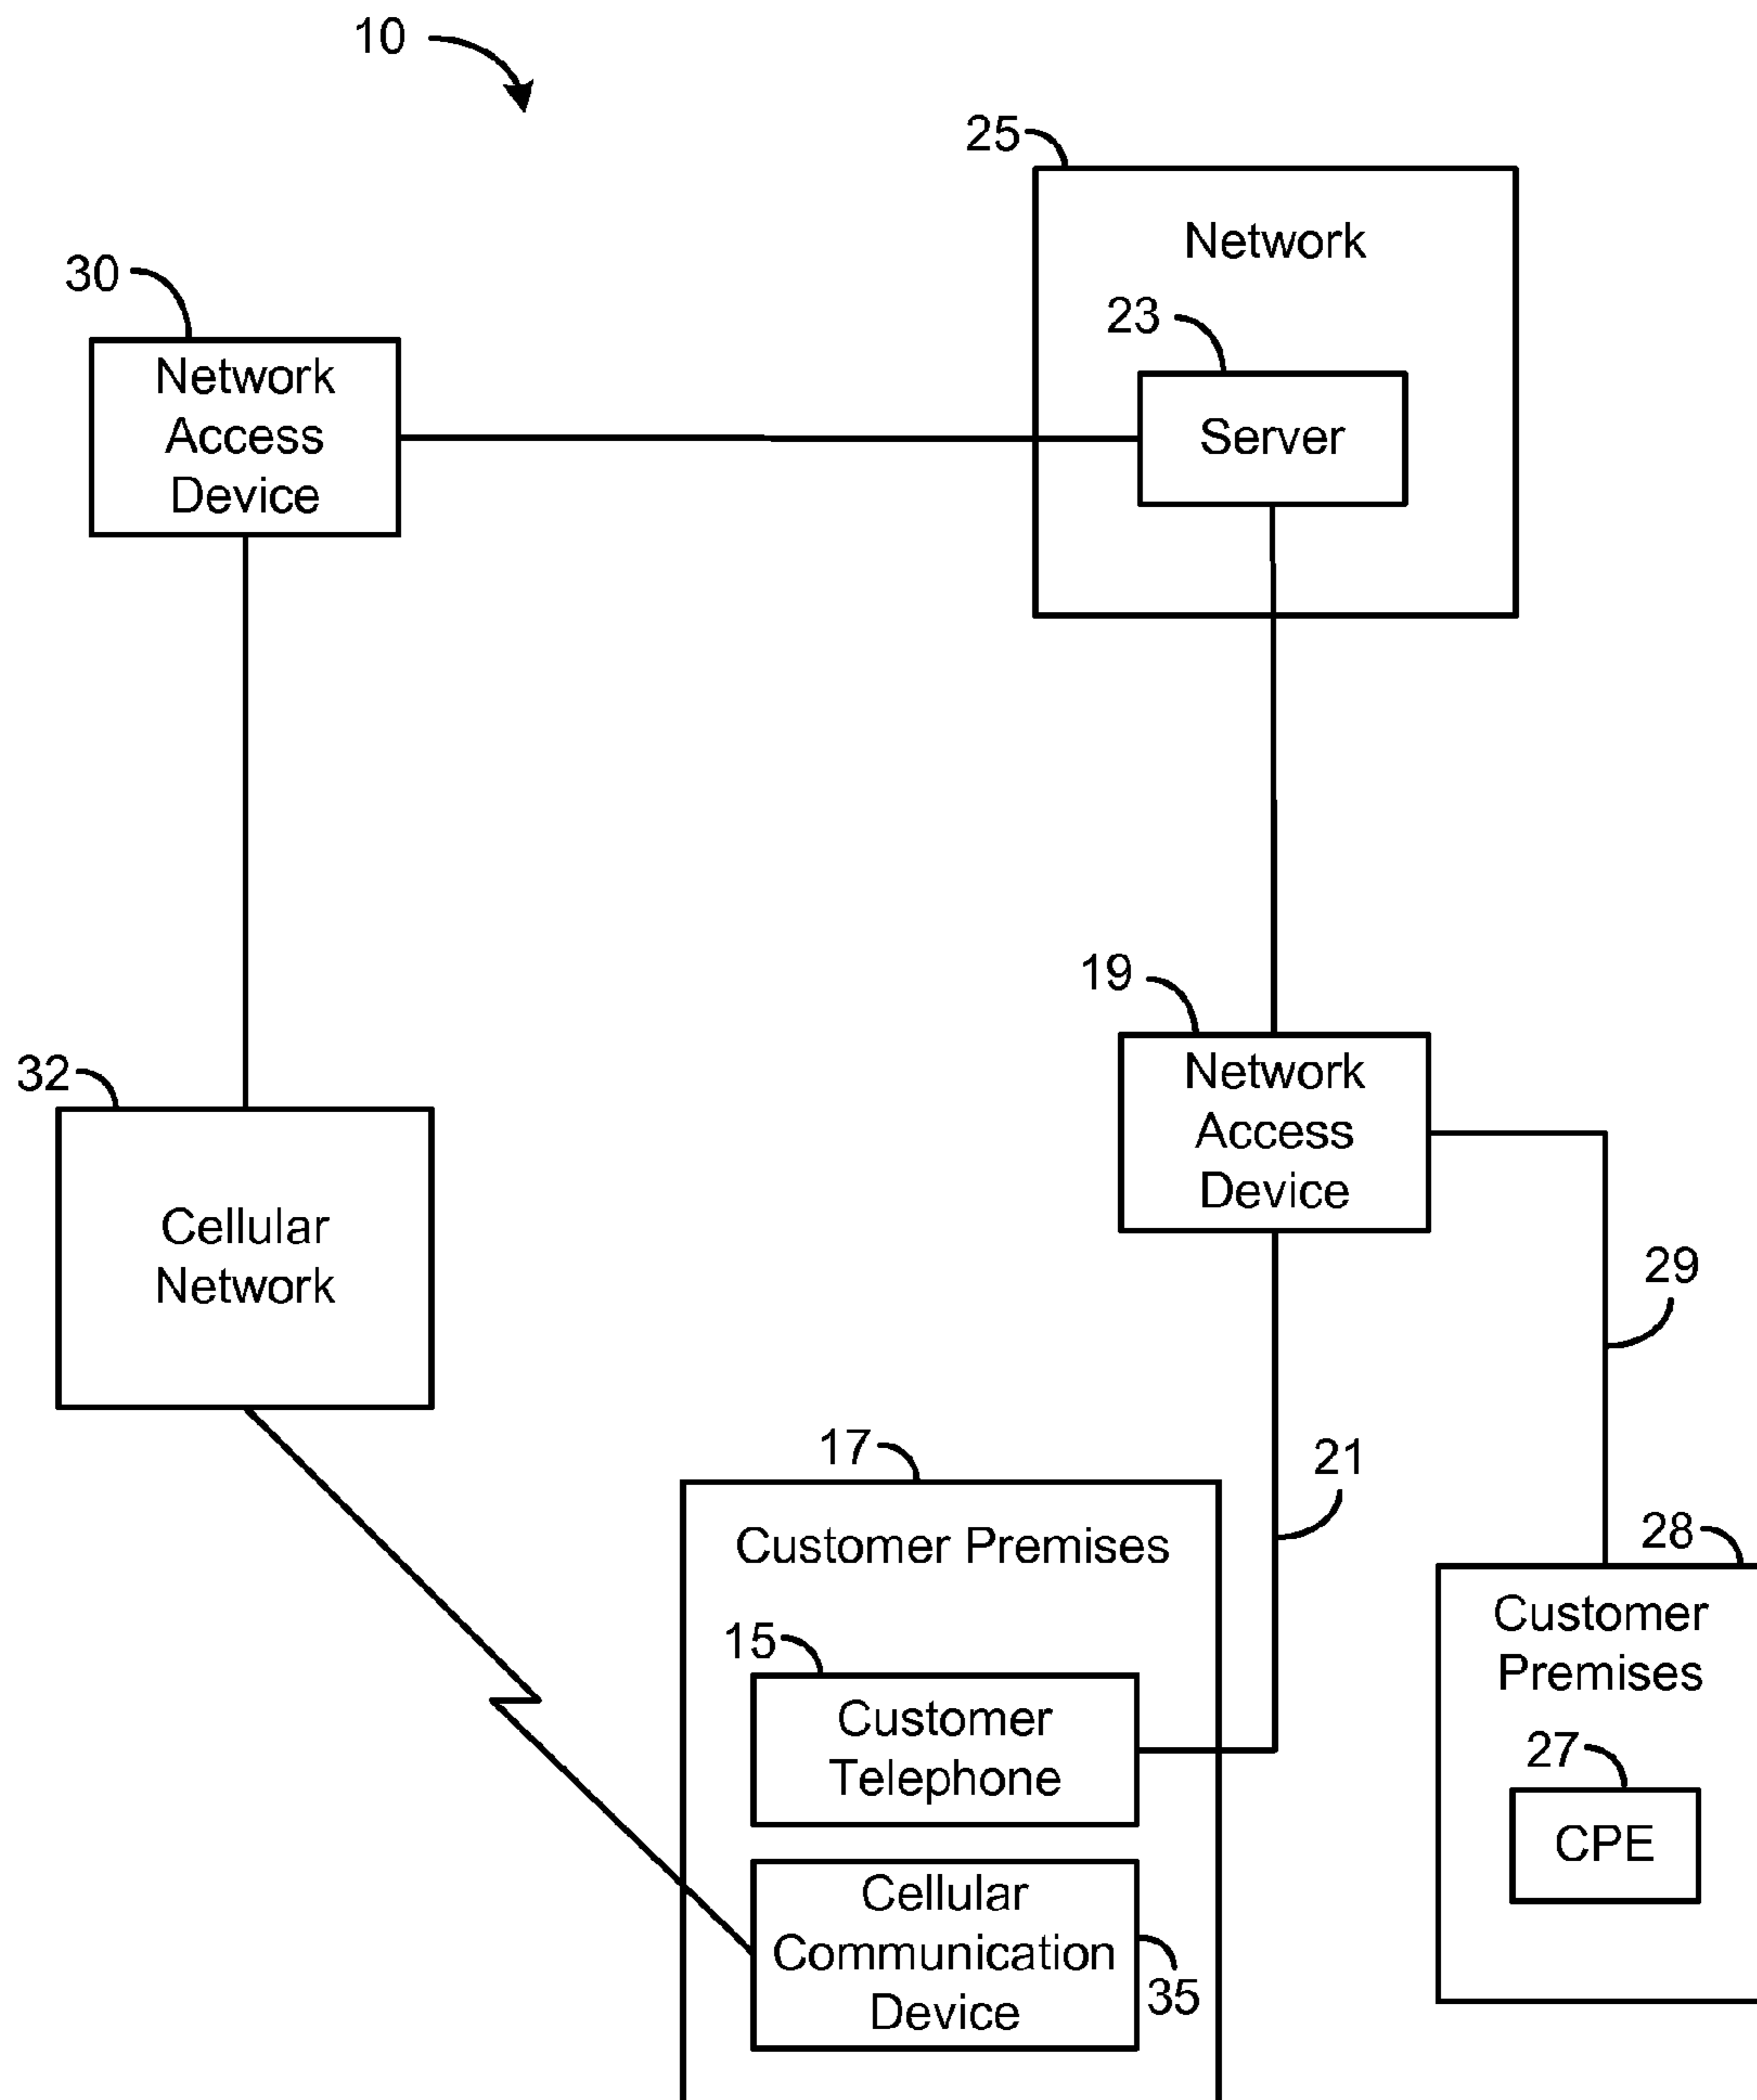 10
25
Network
30
23
Network
Access
Device
Server
19
32
Network
Access
Device
Cellular
Network
29
17
21
Customer Premises
28
Customer
Premises
15
Customer
Telephone
27
CPE
Cellular
Communication
Device
35